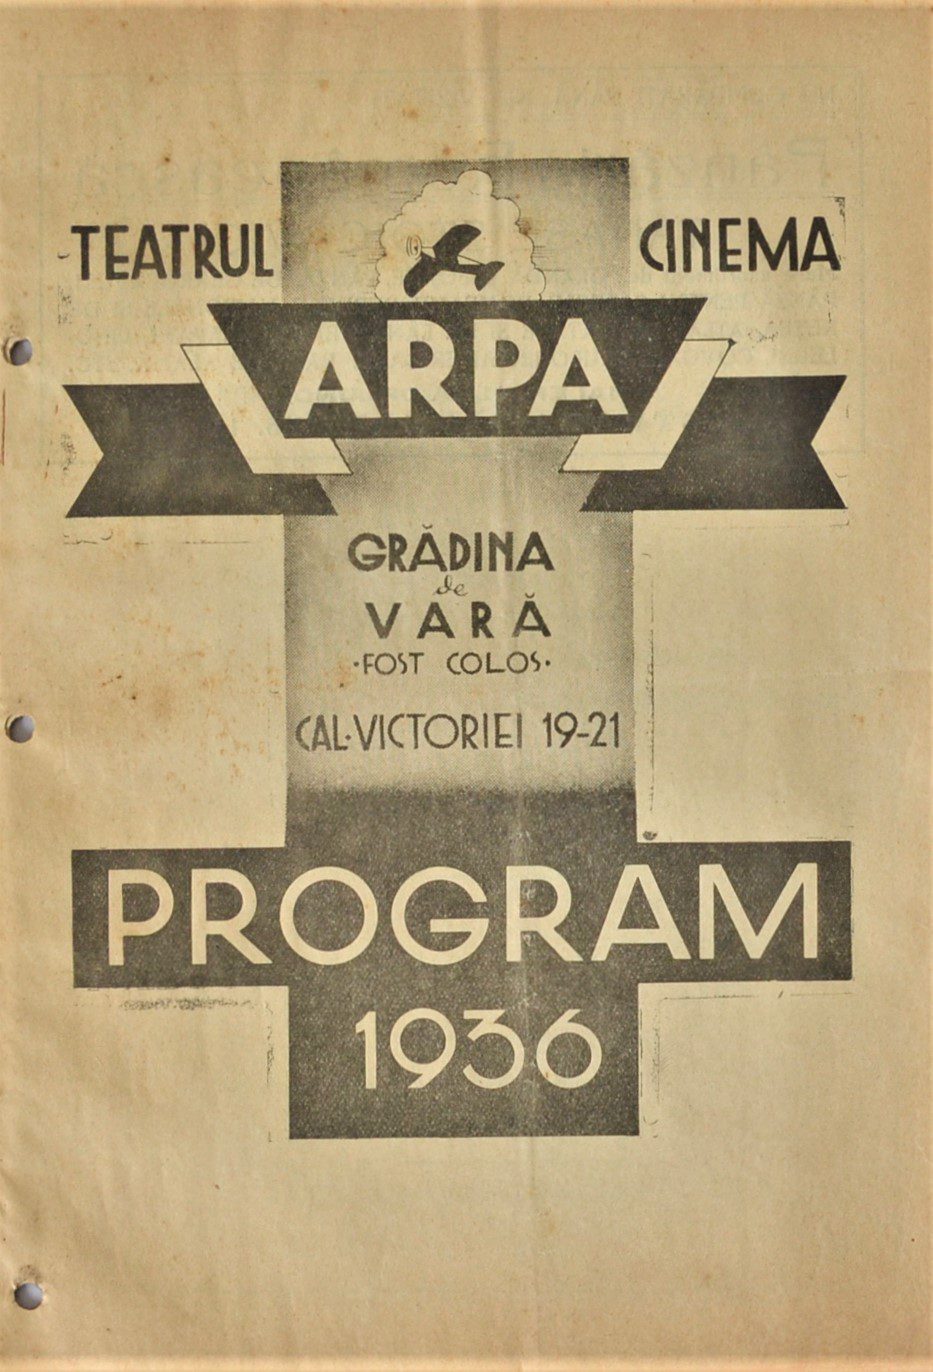 TEATRUL CINEMA
ARPA
GRĂDINA
de
VARĂ
·FOST COLOS·
CAL·VICTORIEI 19-21
PROGRAM
1936